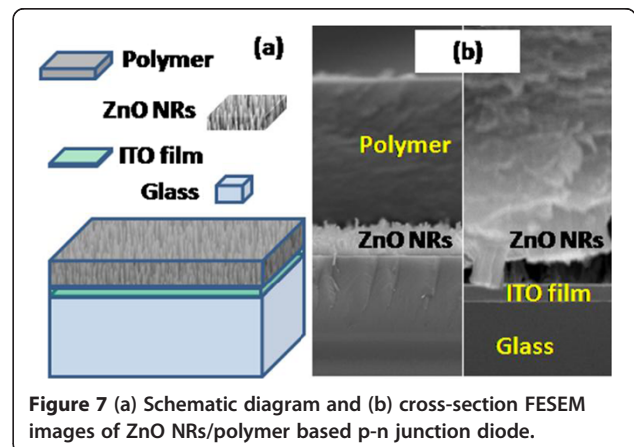 (a)
Polymer
ZnO NRs
ITO film
Glass
(b)
Polymer
ZnO NRs
ZnO NRs
ITO film
Glass
Figure 7 (a) Schematic diagram and (b) cross-section FESEM
images of ZnO NRs/polymer based p-n junction diode.